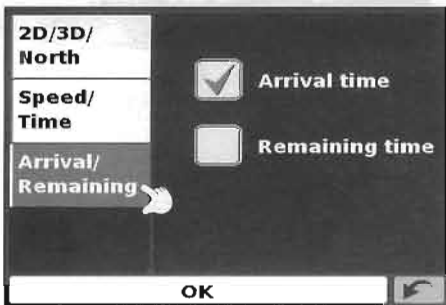 2D/3D/
North
Speed/
Time
Arrival/
Remaining
Arrival time
Remaining time
OK